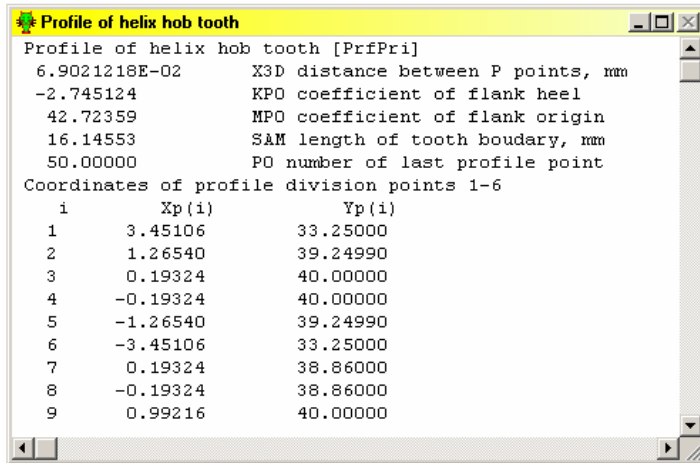 Profile of helix hob tooth
Profile of helix hob tooth [PrfPri]
6.9021218E-02 X3D distance between P points, mm
-2.745124 KPO coefficient of flank heel
42.72359 MPO coefficient of flank origin
16.14553 SAM length of tooth boudary, mm
50.00000 PO number of last profile point
Coordinates of profile division points 1-6
i Xp(i) Yp(i)
1 3.45106 33.25000
2 1.26540 39.24990
3 0.19324 40.00000
4 -0.19324 40.00000
5 -1.26540 39.24990
6 -3.45106 33.25000
7 0.19324 38.86000
8 -0.19324 38.86000
9 0.99216 40.00000